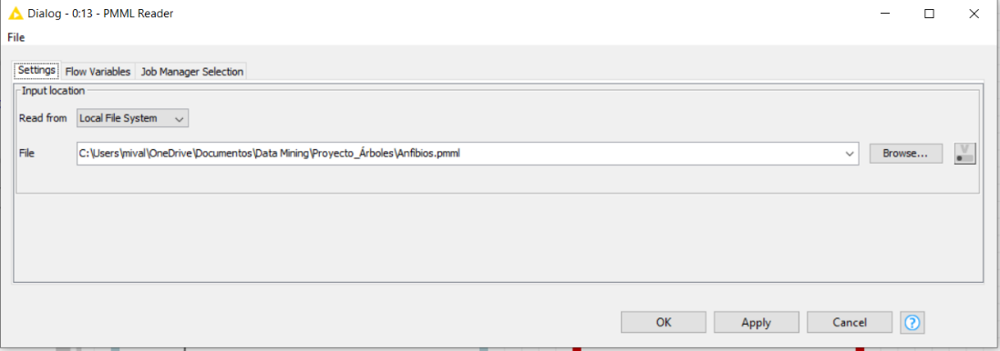 Dialog - 0:13 - PMML Reader
File
Settings Flow Variables Job Manager Selection
Input location
Read from Local File System
File C:\Users\mival\OneDrive\Documentos\Data Mining\Proyecto_Árboles\Anfibios.pmml Browse... V
OK Apply Cancel ?